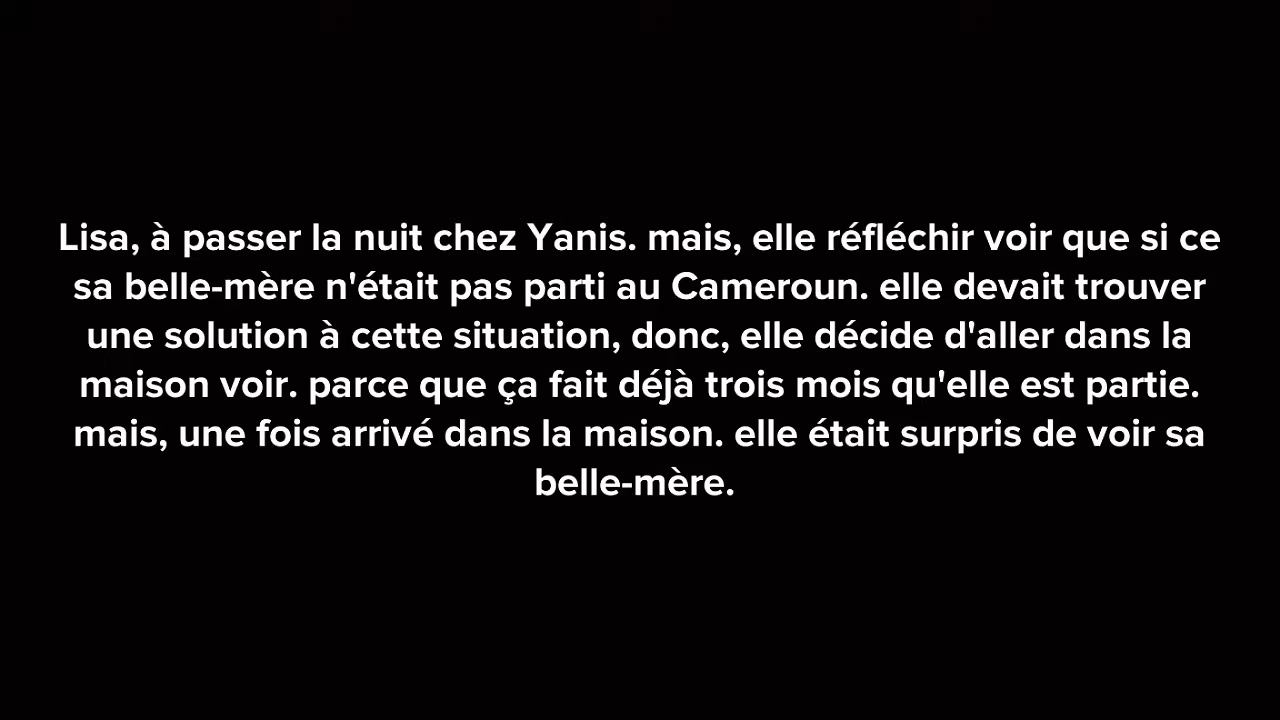 Lisa, à passer la nuit chez Yanis. mais, elle réfléchir voir que si ce
sa belle-mère n'était pas parti au Cameroun. elle devait trouver
une solution à cette situation, donc, elle décide d'aller dans la
maison voir. parce que ça fait déjà trois mois qu'elle est partie.
mais, une fois arrivé dans la maison. elle était surpris de voir sa
belle-mère.